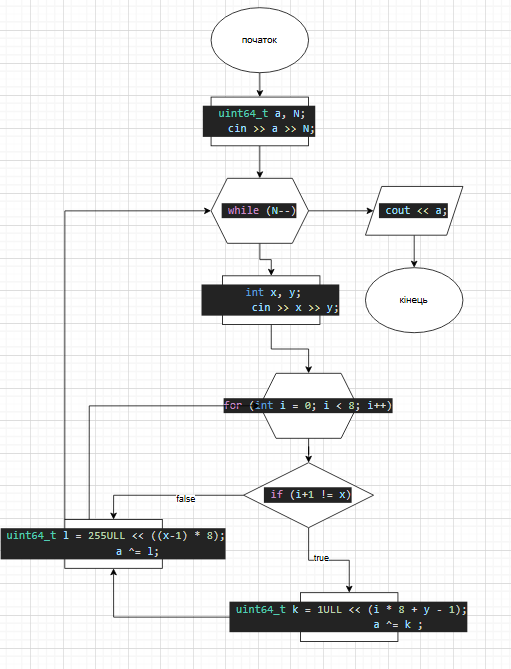 початок
uint64_t a, N;
cin >> a >> N;
while (N--)
cout << a;
int x, y;
cin >> x >> y;
кінець
for (int i = 0; i < 8; i++)
if (i+1 != x)
false
uint64_t l = 255ULL << ((x-1) * 8);
a ^= l;
true
uint64_t k = 1ULL << (i * 8 + y - 1);
a ^= k ;